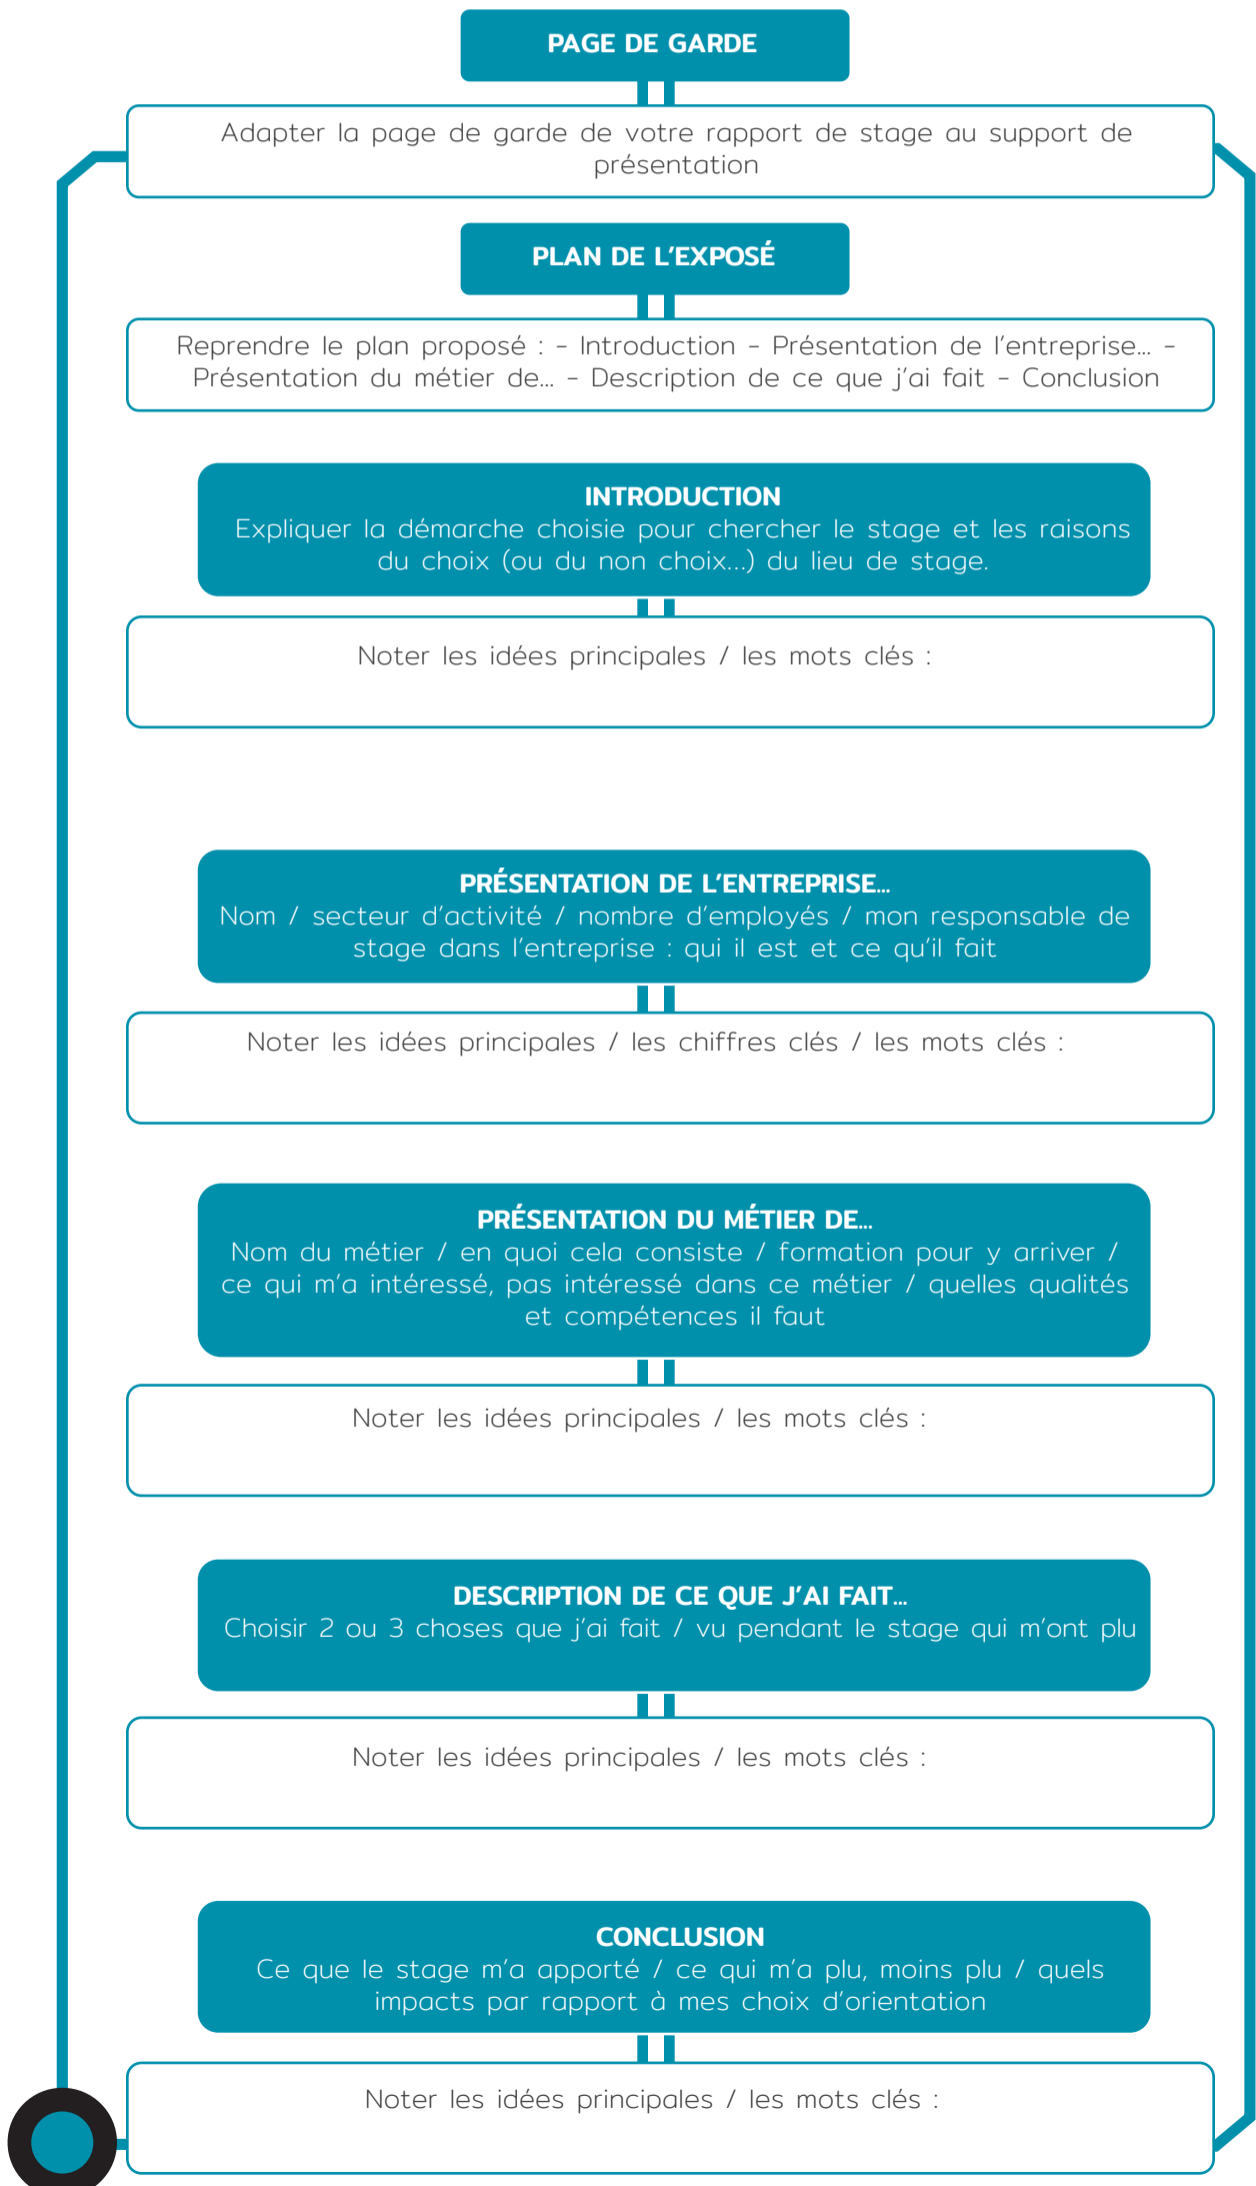 PAGE DE GARDE
Adapter la page de garde de votre rapport de stage au support de
présentation
PLAN DE L’EXPOSÉ
Reprendre le plan proposé : - Introduction - Présentation de l’entreprise... -
Présentation du métier de... - Description de ce que j’ai fait - Conclusion
INTRODUCTION
Expliquer la démarche choisie pour chercher le stage et les raisons
du choix (ou du non choix...) du lieu de stage.
Noter les idées principales / les mots clés :
PRÉSENTATION DE L’ENTREPRISE...
Nom / secteur d’activité / nombre d’employés / mon responsable de
stage dans l’entreprise : qui il est et ce qu’il fait
Noter les idées principales / les chiffres clés / les mots clés :
PRÉSENTATION DU MÉTIER DE...
Nom du métier / en quoi cela consiste / formation pour y arriver /
ce qui m’a intéressé, pas intéressé dans ce métier / quelles qualités
et compétences il faut
Noter les idées principales / les mots clés :
DESCRIPTION DE CE QUE J’AI FAIT...
Choisir 2 ou 3 choses que j’ai fait / vu pendant le stage qui m’ont plu
Noter les idées principales / les mots clés :
CONCLUSION
Ce que le stage m’a apporté / ce qui m’a plu, moins plu / quels
impacts par rapport à mes choix d’orientation
Noter les idées principales / les mots clés :